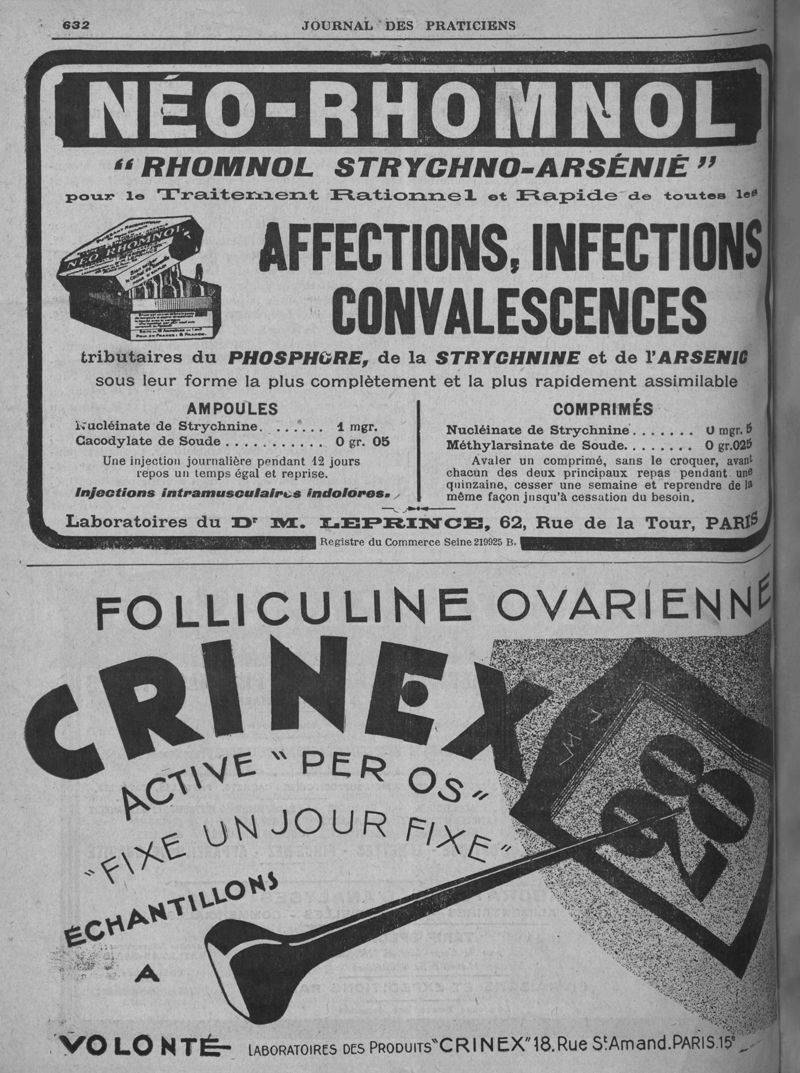 632
JOURNAL DES PRATICIENS
NÉO-RHOMNOL
“RHOMNOL STRYCHNO-ARSÉNIÉ”
pour le Traitement Rationnel et Rapide de toutes les
NÉO RHOMNOL
AFFECTIONS, INFECTIONS
CONVALESCENCES
tributaires du PHOSPHORE, de la STRYCHNINE et de l'ARSENIC
sous leur forme la plus complètement et la plus rapidement assimilable
AMPOULES
Nucléinate de Strychnine. ...... 1 mgr.
Cacodylate de Soude ........... 0 gr. 05
Une injection journalière pendant 12 jours
repos un temps égal et reprise.
Injections intramusculaires indolores.
COMPRIMÉS
Nucléinate de Strychnine ....... 0 mgr. 5
Méthylarsinate de Soude........ 0 gr.025
Avaler un comprimé, sans le croquer, avant
chacun des deux principaux repas pendant une
quinzaine, cesser une semaine et reprendre de la
même façon jusqu'à cessation du besoin.
Laboratoires du Dr M. LEPRINCE, 62, Rue de la Tour, PARIS
Registre du Commerce Seine 219925 B.
FOLLICULINE OVARIENNE
CRINEX
ACTIVE “PER OS”
“FIXE UN JOUR FIXE”
28
ÉCHANTILLONS
A
VOLONTÉ
LABORATOIRES DES PRODUITS “CRINEX” 18, Rue St Amand. PARIS. 15e